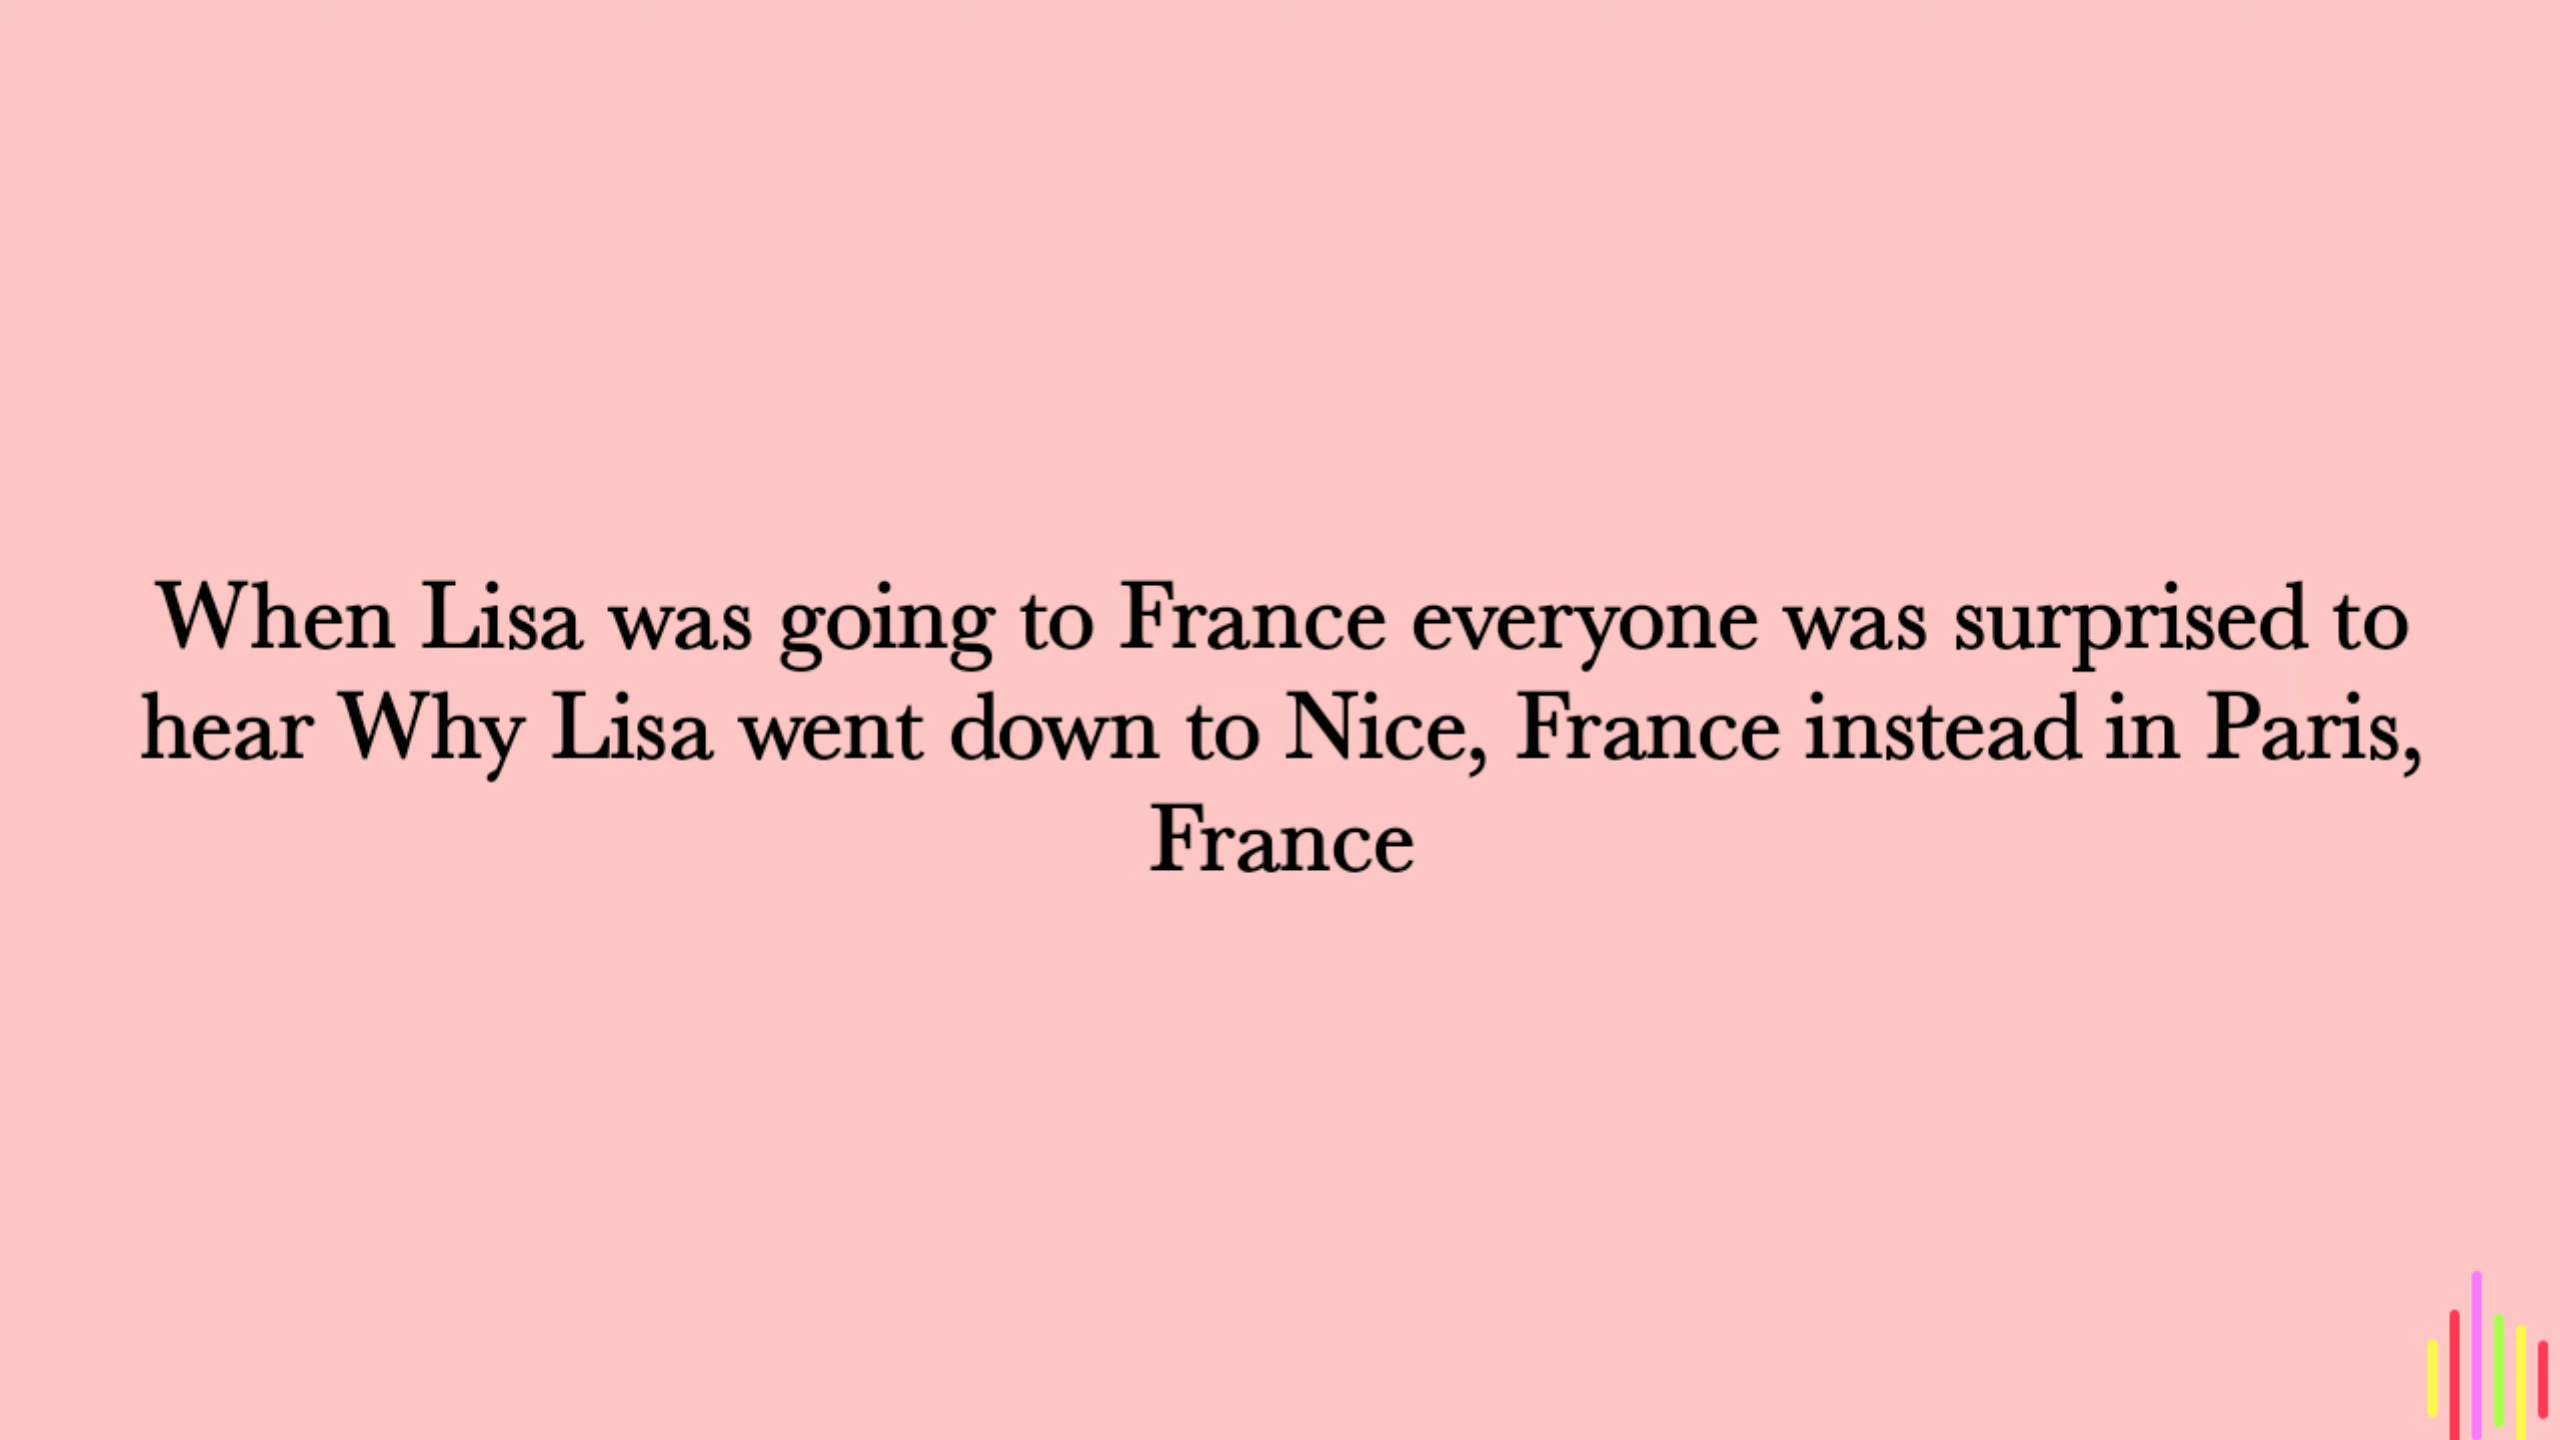 When Lisa was going to France everyone was surprised to
hear Why Lisa went down to Nice, France instead in Paris,
France